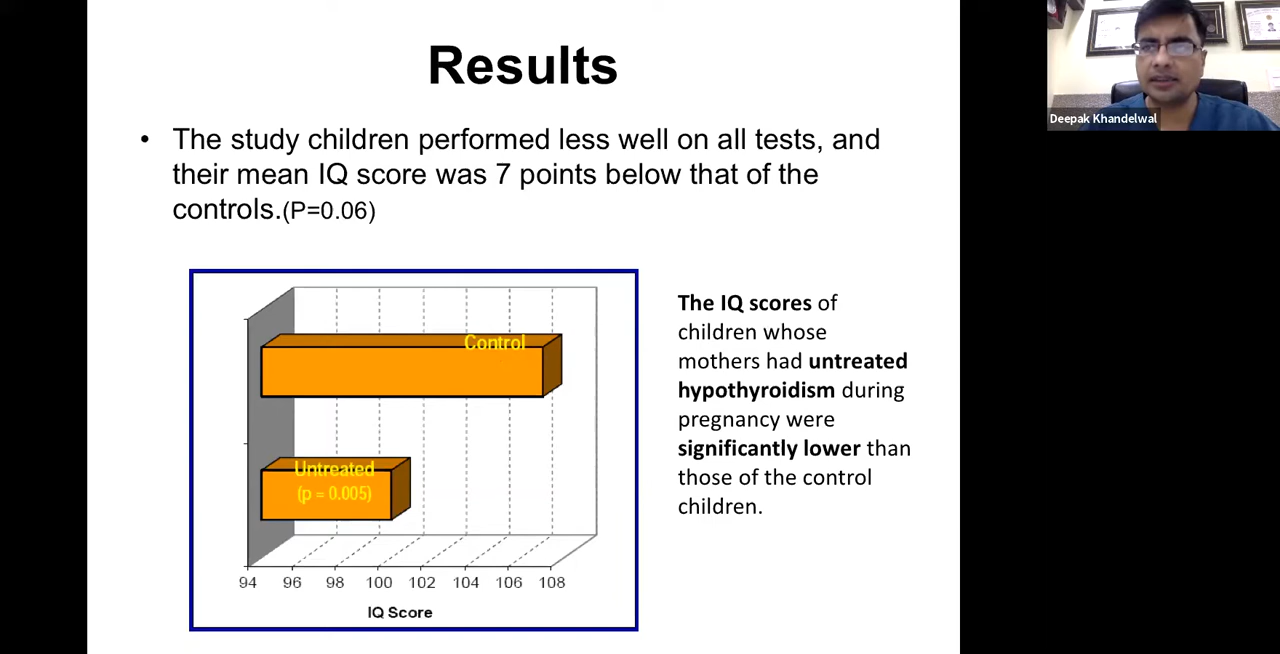 Results
• The study children performed less well on all tests, and
their mean IQ score was 7 points below that of the
controls.(P=0.06)
Control
Untreated
(p = 0.005)
94 96 98 100 102 104 106 108
IQ Score
The IQ scores of
children whose
mothers had untreated
hypothyroidism during
pregnancy were
significantly lower than
those of the control
children.
Deepak Khandelwal